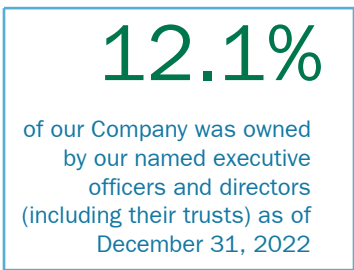 12.1%
of our Company was owned
by our named executive
officers and directors
(including their trusts) as of
December 31, 2022